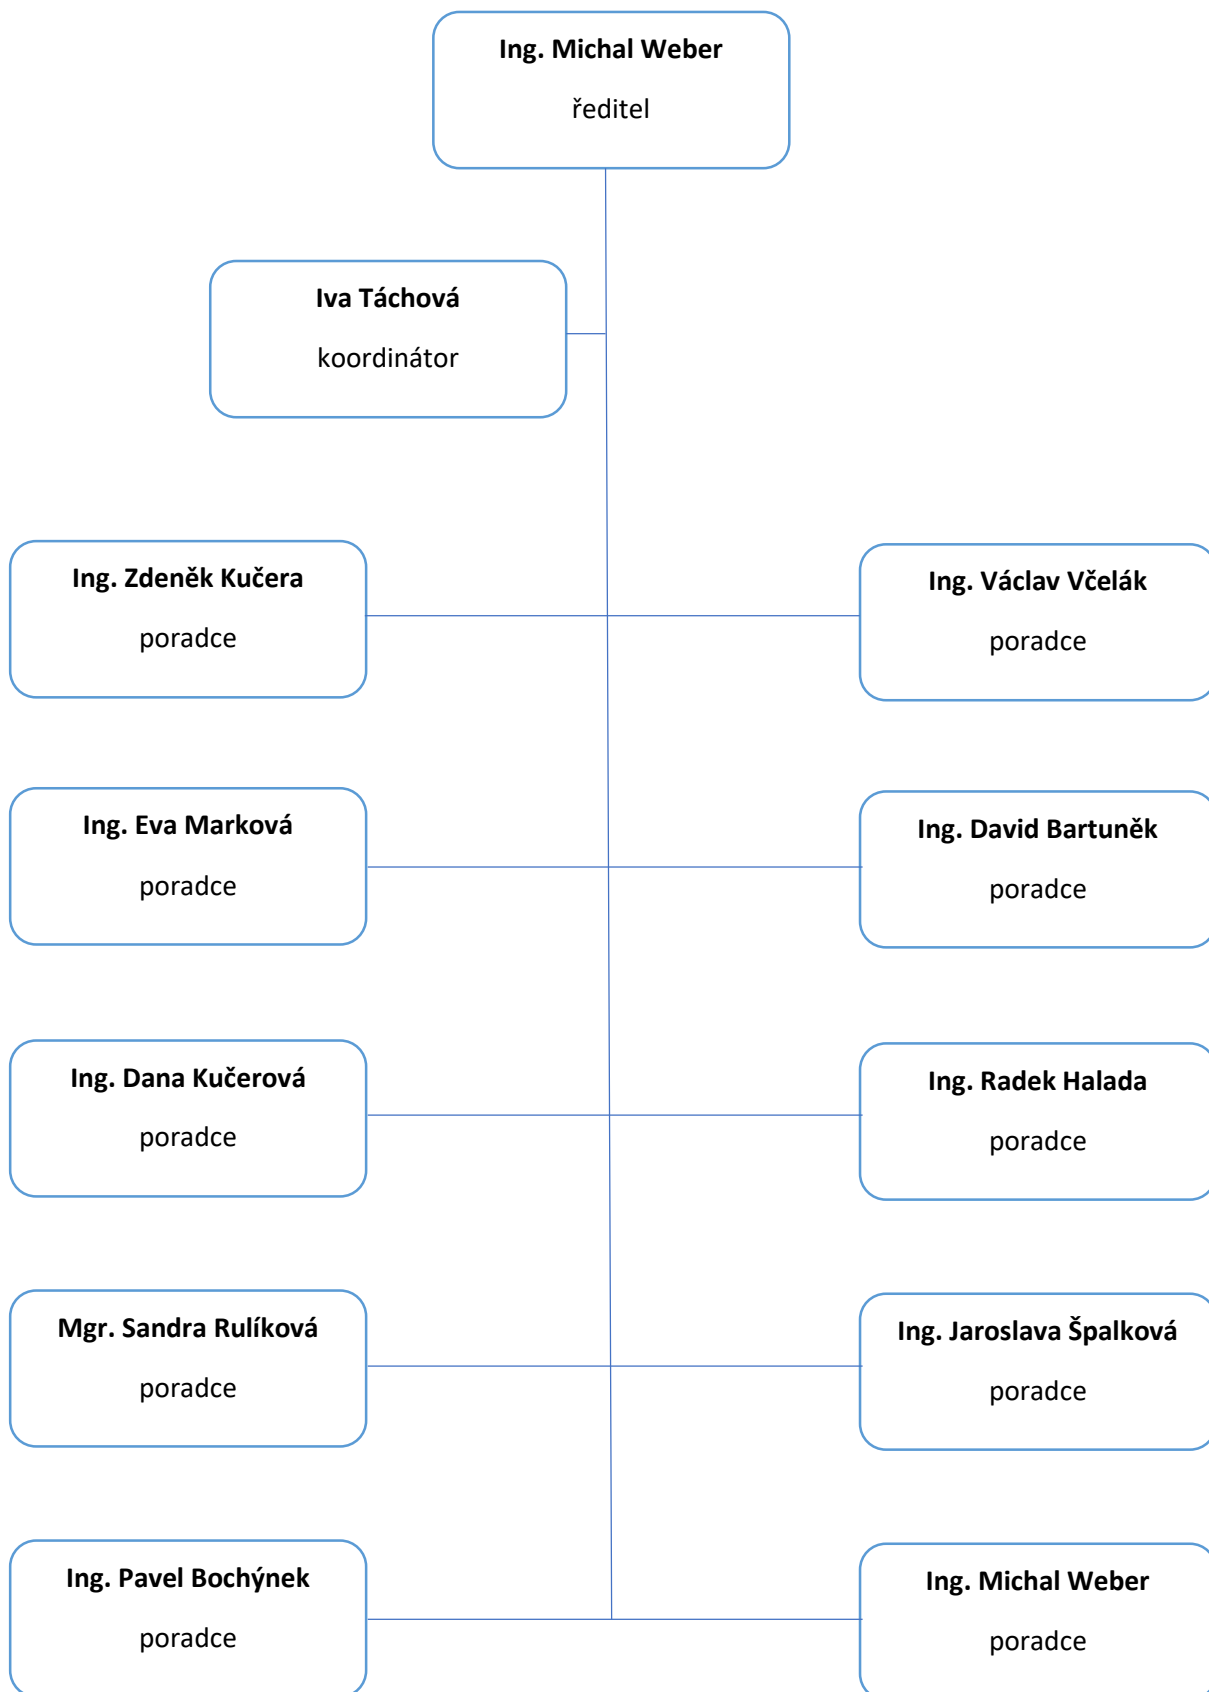 Ing. Michal Weber
ředitel
Iva Táchová
koordinátor
Ing. Zdeněk Kučera
poradce
Ing. Václav Včelák
poradce
Ing. Eva Marková
poradce
Ing. David Bartuněk
poradce
Ing. Dana Kučerová
poradce
Ing. Radek Halada
poradce
Mgr. Sandra Rulíková
poradce
Ing. Jaroslava Špalková
poradce
Ing. Pavel Bochýnek
poradce
Ing. Michal Weber
poradce